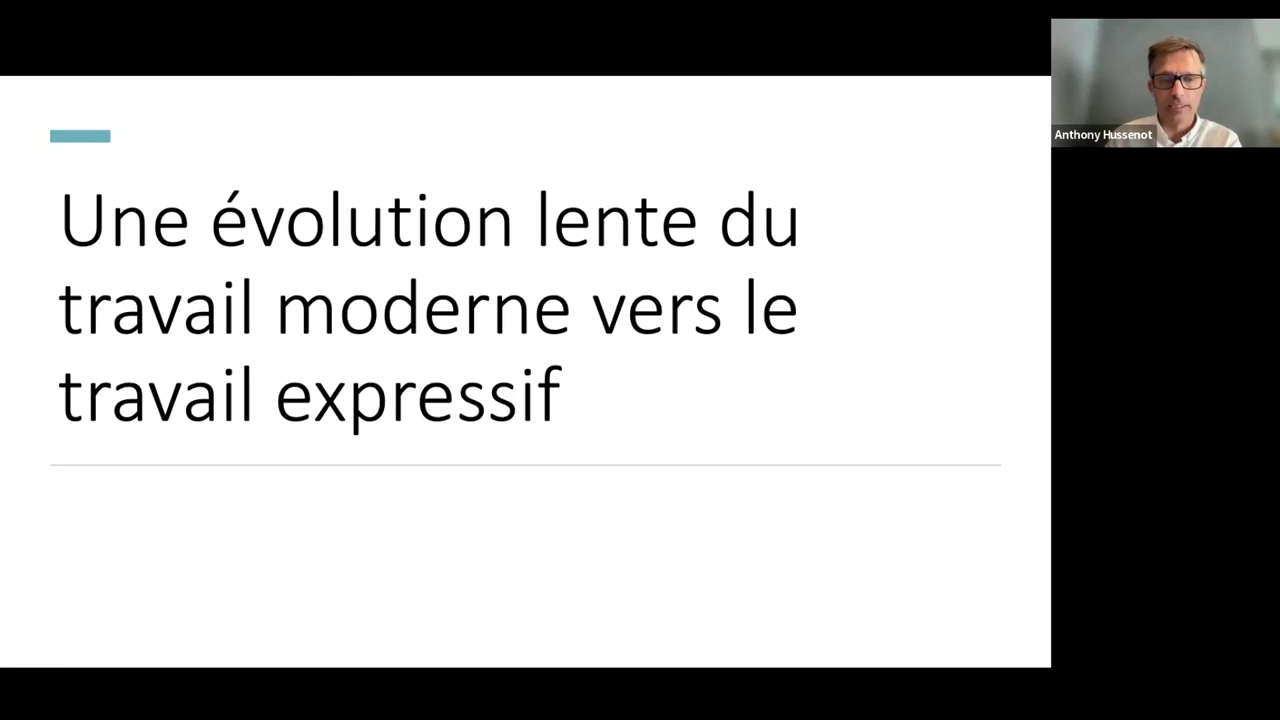 Une évolution lente du
travail moderne vers le
travail expressif
Anthony Hussenot